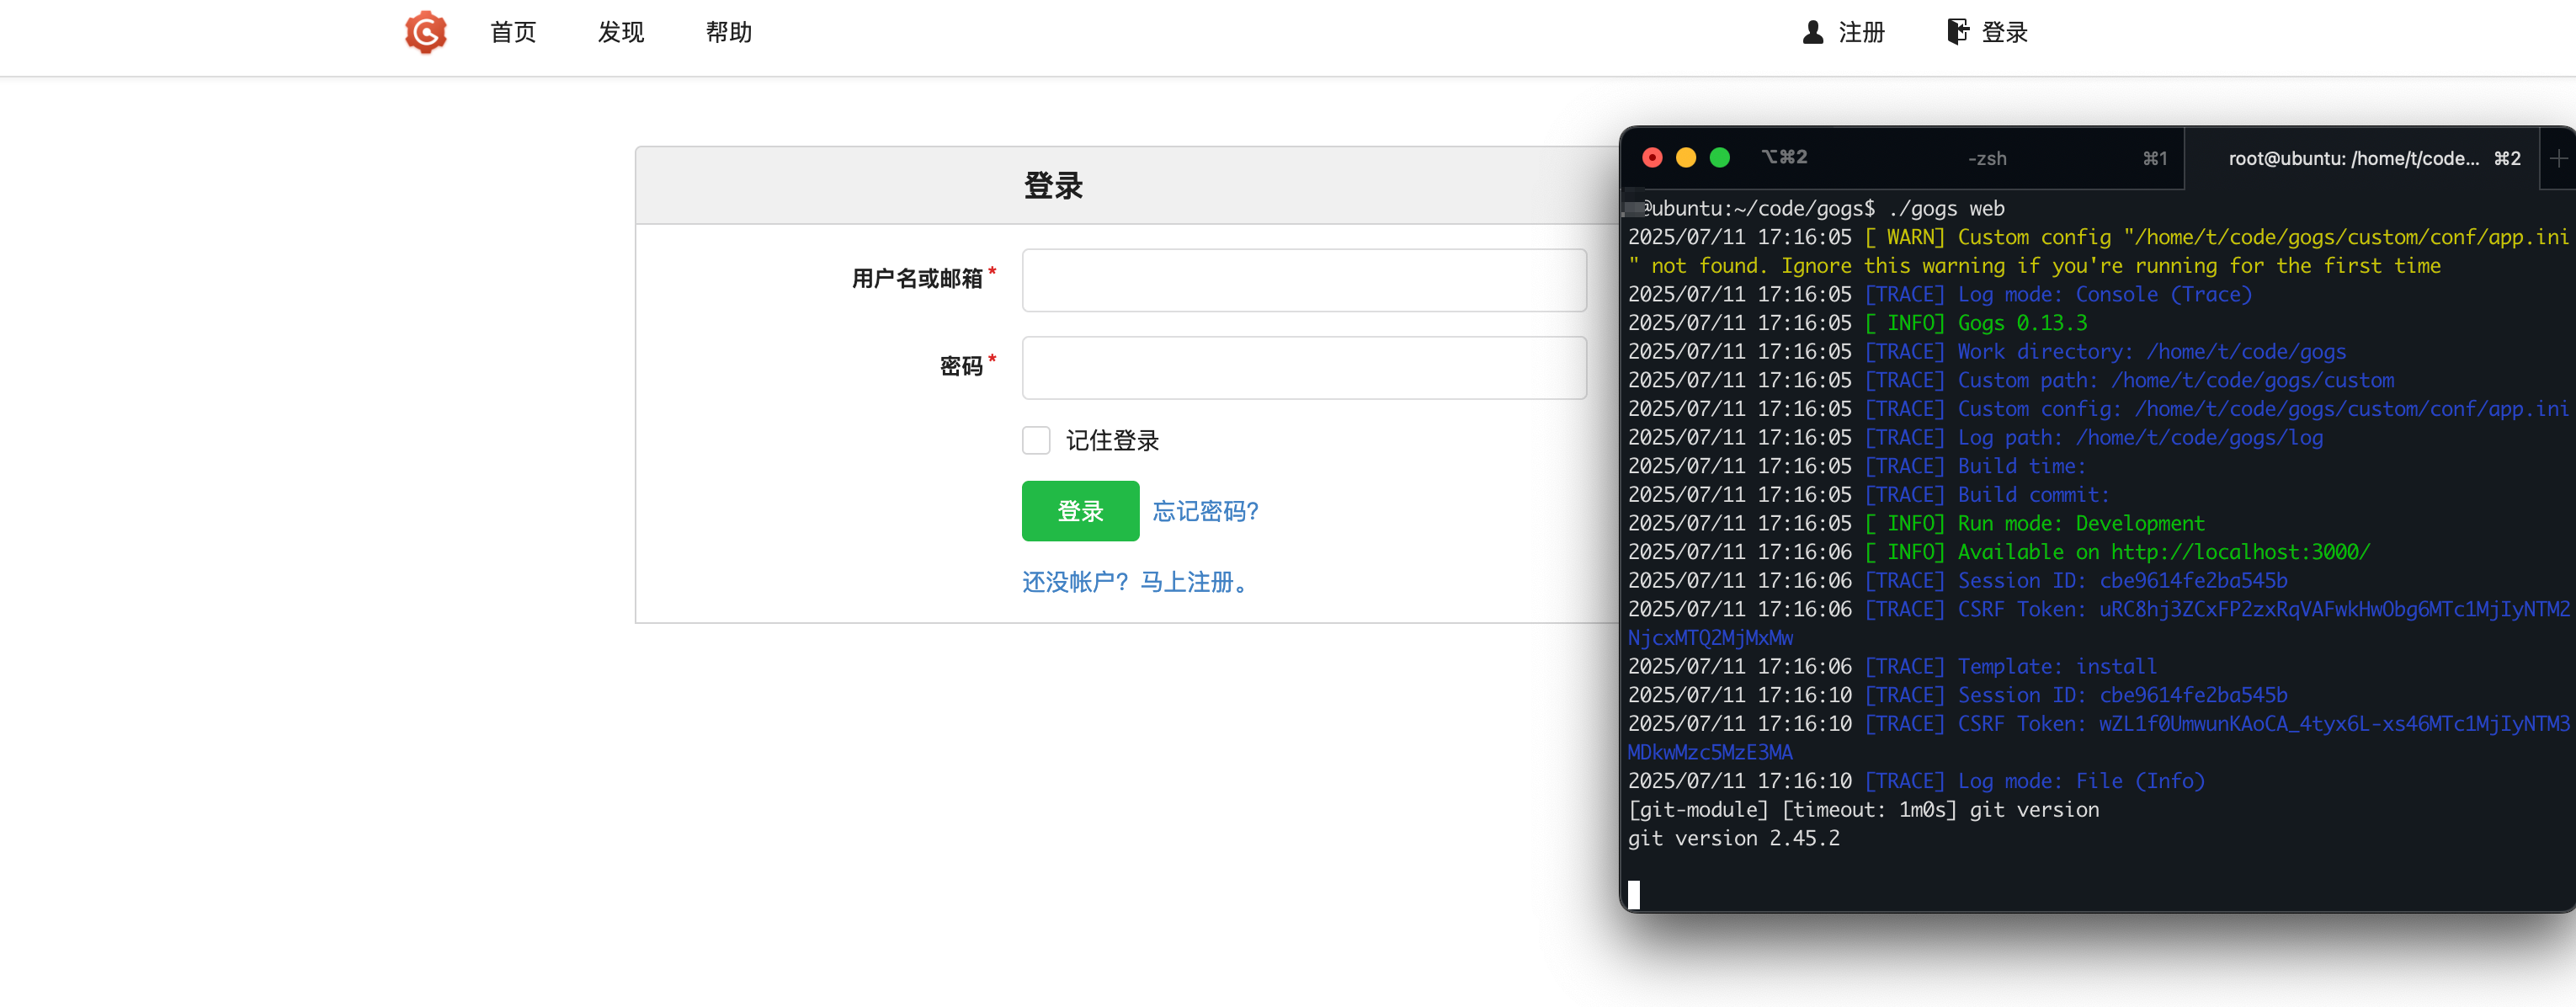 首页 发现 帮助 注册 登录
登录
用户名或邮箱 *
密码 *
记住登录
登录 忘记密码?
还没帐户？马上注册。
⌥⌘2 -zsh ⌘1 root@ubuntu: /home/t/code... ⌘2 +
@ubuntu:~/code/gogs$ ./gogs web
2025/07/11 17:16:05 [ WARN] Custom config "/home/t/code/gogs/custom/conf/app.ini
" not found. Ignore this warning if you're running for the first time
2025/07/11 17:16:05 [TRACE] Log mode: Console (Trace)
2025/07/11 17:16:05 [ INFO] Gogs 0.13.3
2025/07/11 17:16:05 [TRACE] Work directory: /home/t/code/gogs
2025/07/11 17:16:05 [TRACE] Custom path: /home/t/code/gogs/custom
2025/07/11 17:16:05 [TRACE] Custom config: /home/t/code/gogs/custom/conf/app.ini
2025/07/11 17:16:05 [TRACE] Log path: /home/t/code/gogs/log
2025/07/11 17:16:05 [TRACE] Build time:
2025/07/11 17:16:05 [TRACE] Build commit:
2025/07/11 17:16:05 [ INFO] Run mode: Development
2025/07/11 17:16:06 [ INFO] Available on http://localhost:3000/
2025/07/11 17:16:06 [TRACE] Session ID: cbe9614fe2ba545b
2025/07/11 17:16:06 [TRACE] CSRF Token: uRC8hj3ZCxFP2zxRqVAFwkHwObg6MTc1MjIyNTM2
NjcxMTQ2MjMxMw
2025/07/11 17:16:06 [TRACE] Template: install
2025/07/11 17:16:10 [TRACE] Session ID: cbe9614fe2ba545b
2025/07/11 17:16:10 [TRACE] CSRF Token: wZL1f0UmwunKAoCA_4tyx6L-xs46MTc1MjIyNTM3
MDkwMzc5MzE3MA
2025/07/11 17:16:10 [TRACE] Log mode: File (Info)
[git-module] [timeout: 1m0s] git version
git version 2.45.2